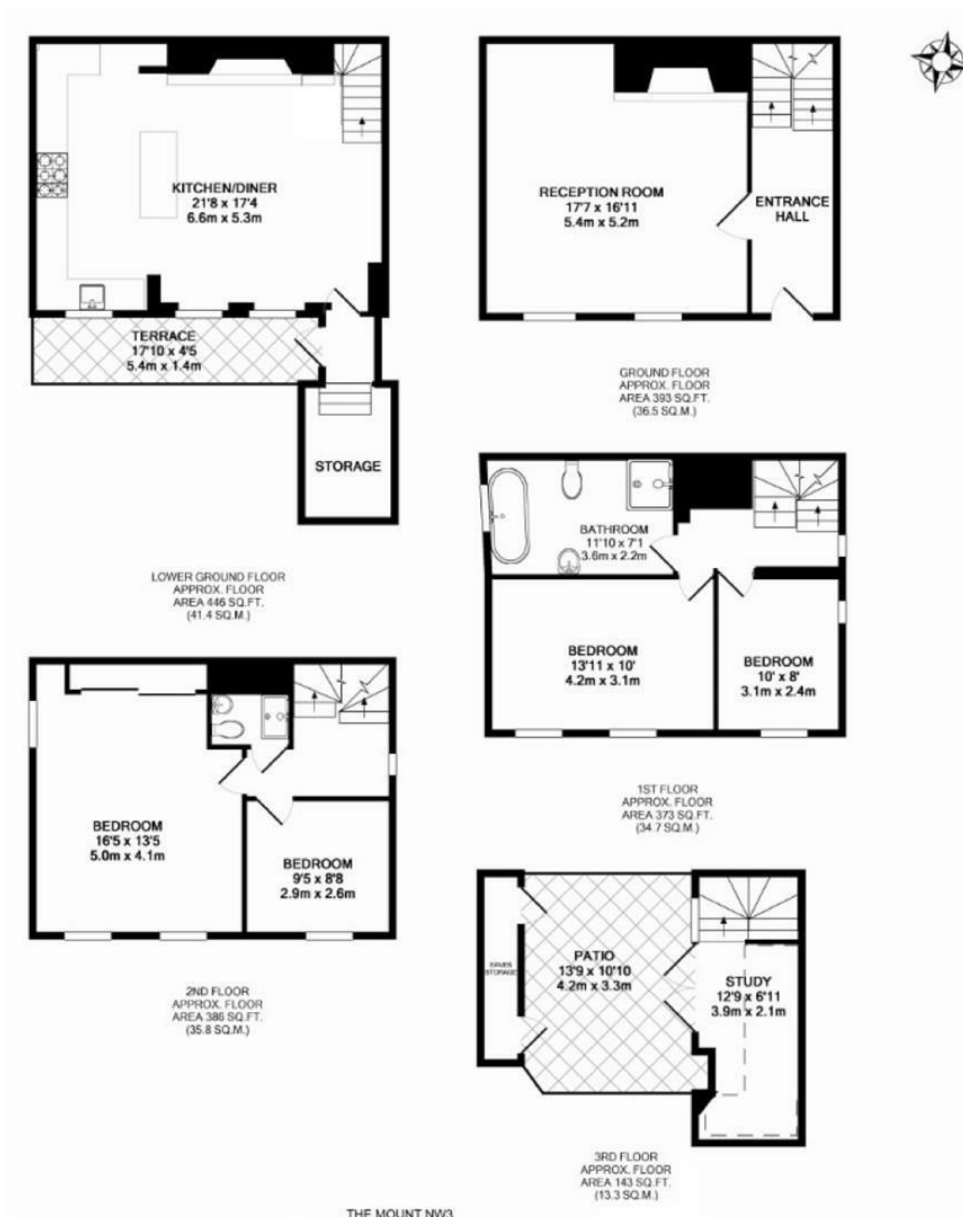 KITCHEN/DINER
21'8 x 17'4
6.6m x 5.3m
TERRACE
17'10 x 4'5
5.4m x 1.4m
STORAGE
LOWER GROUND FLOOR
APPROX. FLOOR
AREA 446 SQ.FT.
(41.4 SQ.M.)
RECEPTION ROOM
17'7 x 16'11
5.4m x 5.2m
ENTRANCE
HALL
GROUND FLOOR
APPROX. FLOOR
AREA 393 SQ.FT.
(36.5 SQ.M.)
BATHROOM
11'10 x 7'1
3.6m x 2.2m
BEDROOM
13'11 x 10'
4.2m x 3.1m
BEDROOM
10' x 8'
3.1m x 2.4m
1ST FLOOR
APPROX. FLOOR
AREA 373 SQ.FT.
(34.7 SQ.M.)
BEDROOM
16'5 x 13'5
5.0m x 4.1m
BEDROOM
9'5 x 8'8
2.9m x 2.6m
2ND FLOOR
APPROX. FLOOR
AREA 386 SQ.FT.
(35.8 SQ.M.)
EAVES
STORAGE
PATIO
13'9 x 10'10
4.2m x 3.3m
STUDY
12'9 x 6'11
3.9m x 2.1m
3RD FLOOR
APPROX. FLOOR
AREA 143 SQ.FT.
(13.3 SQ.M.)
THE MOUNT NW3